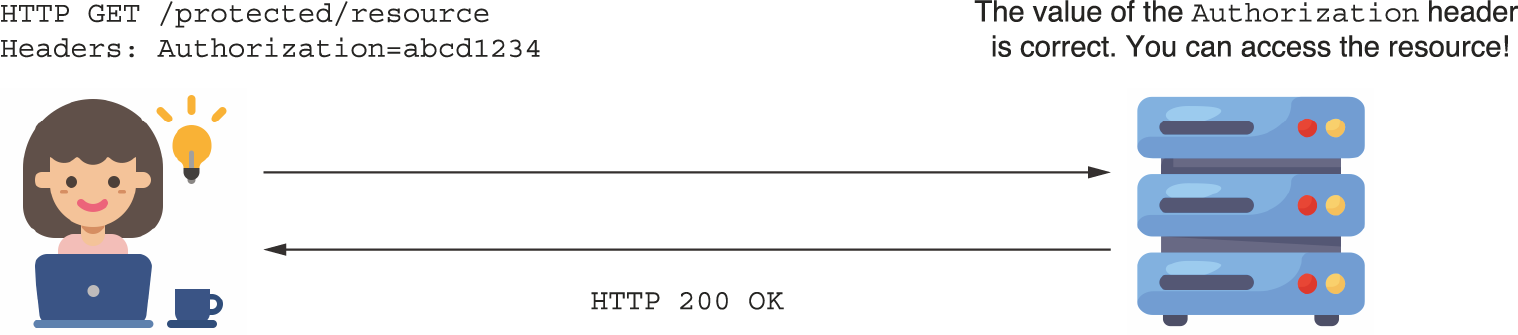 HTTP GET /protected/resource
Headers: Authorization=abcd1234
The value of the Authorization header
is correct. You can access the resource!
HTTP 200 OK